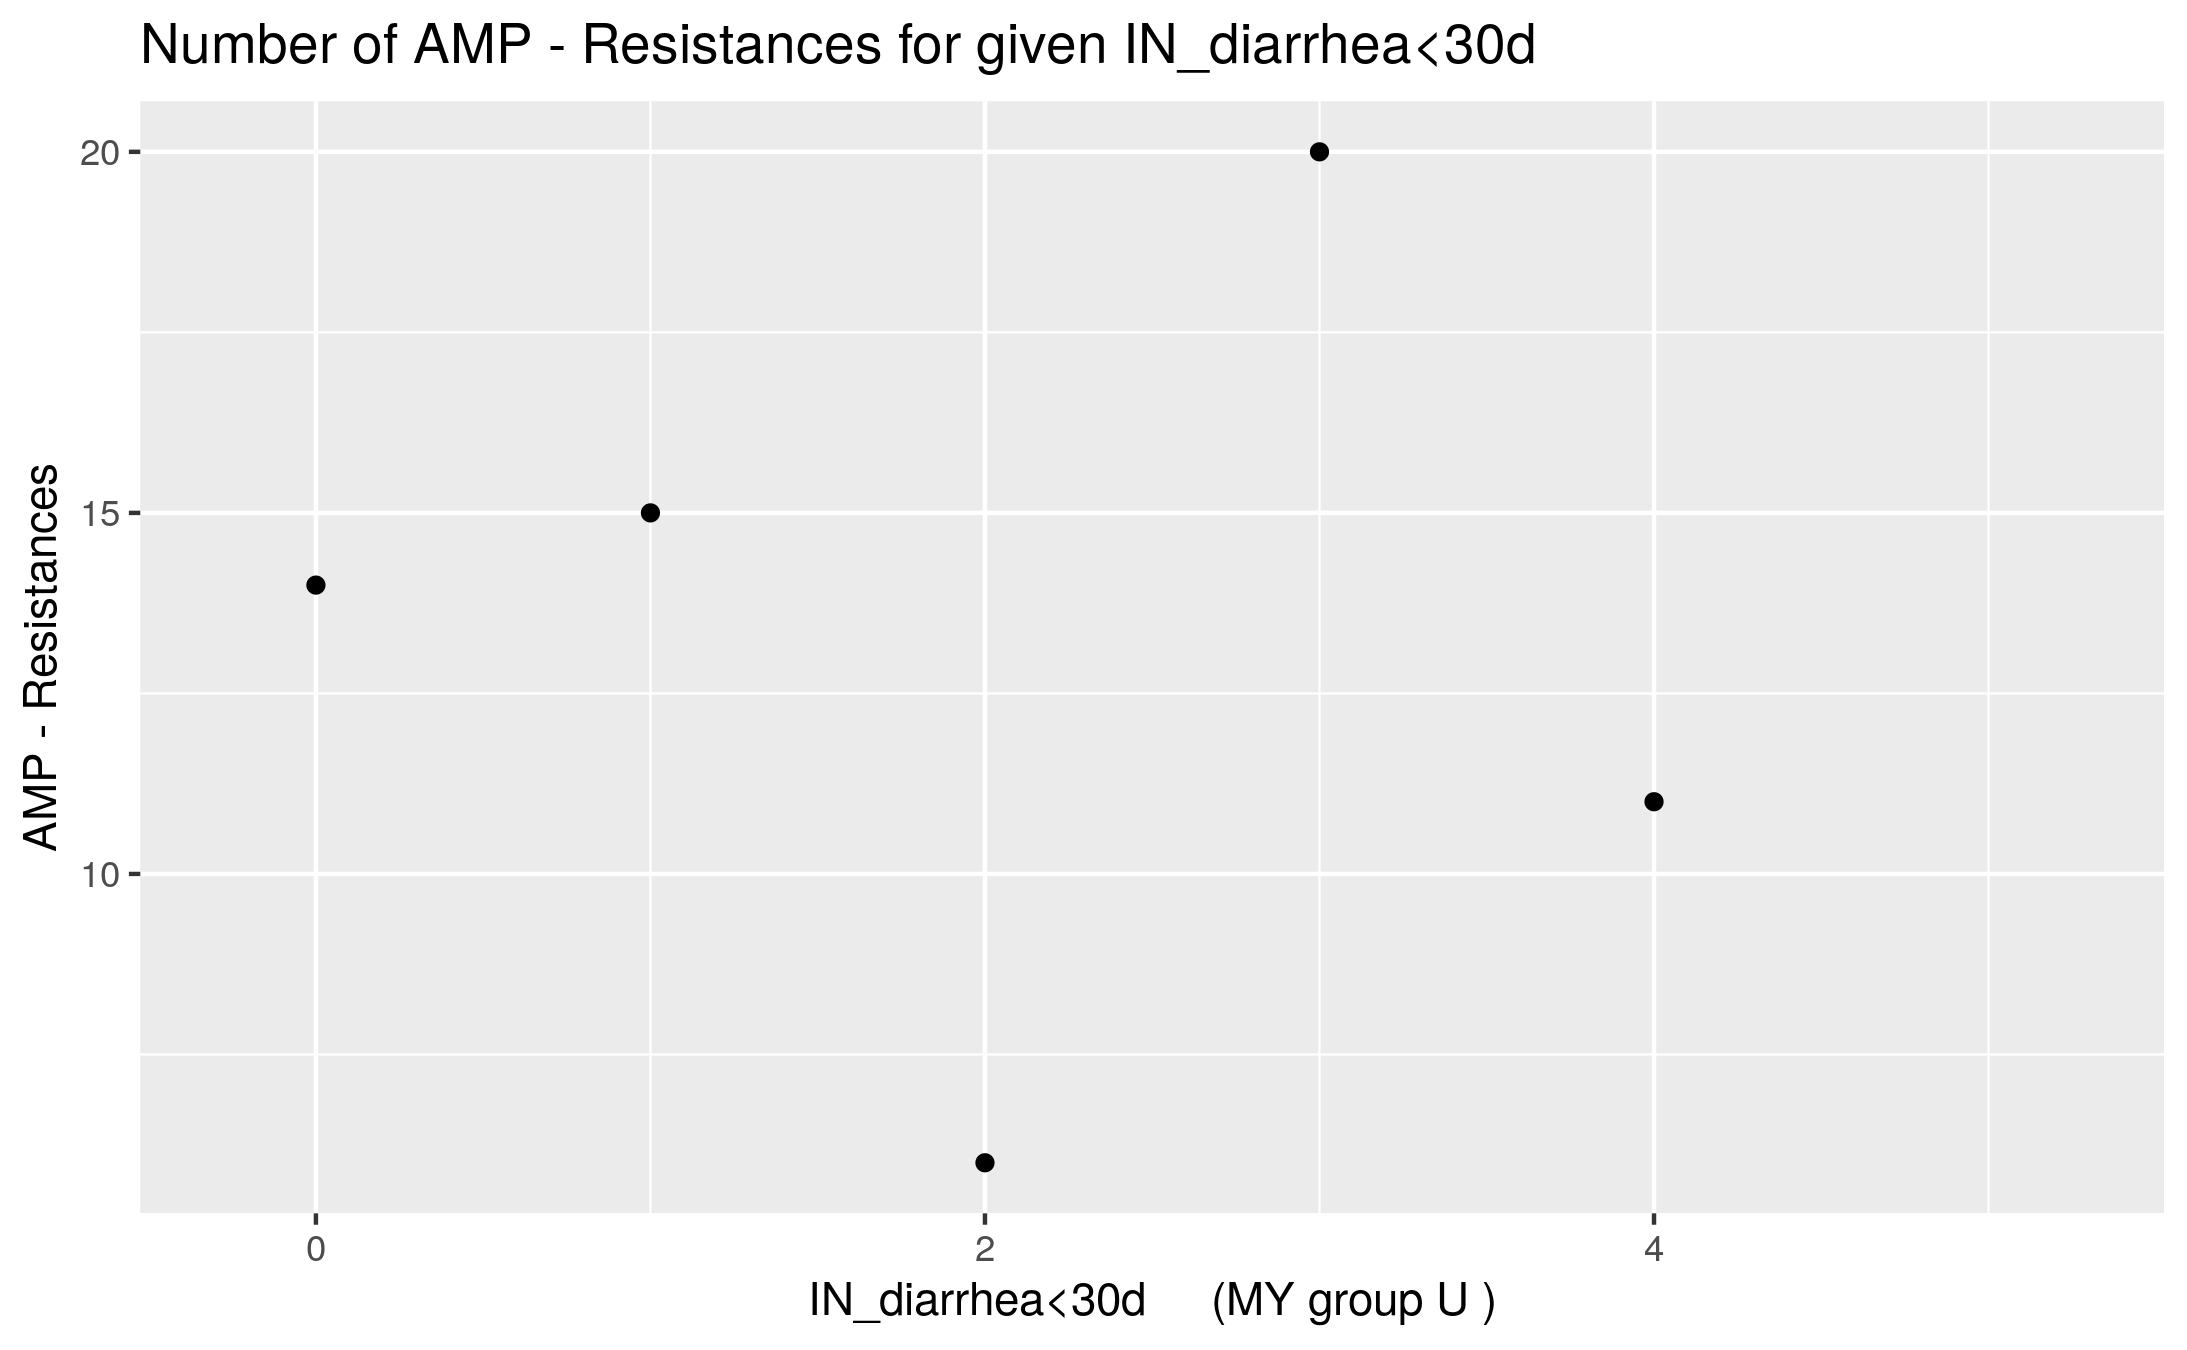 Number of AMP - Resistances for given IN_diarrhea<30d
20
15
10
AMP - Resistances
0 2 4
IN_diarrhea<30d (MY group U )